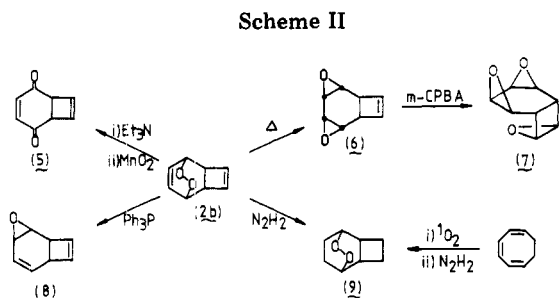 Scheme II
O
O
(5)
i)Et₃N
ii)MnO₂
O
O
(2b)
Δ
O
O
(6)
m-CPBA
O
O
O
(7)
O
(8)
Ph₃P
N₂H₂
O
O
(9)
i) ¹O₂
ii) N₂H₂